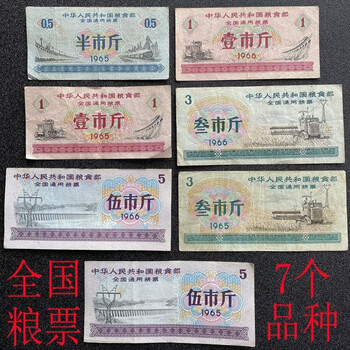 0.5 中华人民共和国粮食部 0.5
全国通用粮票
半市斤
1965
1 中华人民共和国粮食部 1
全国通用粮票
壹市斤
1966
1 中华人民共和国粮食部 1
全国通用粮票
壹市斤
1965
3 中华人民共和国粮食部
全国通用粮票
叁市斤
1966
中华人民共和国粮食部 5
全国通用粮票
伍市斤
1966
3 中华人民共和国粮食部
全国通用粮票
叁市斤
1965
中华人民共和国粮食部 5
全国通用粮票
伍市斤
1965
全国
粮票
7个
品种